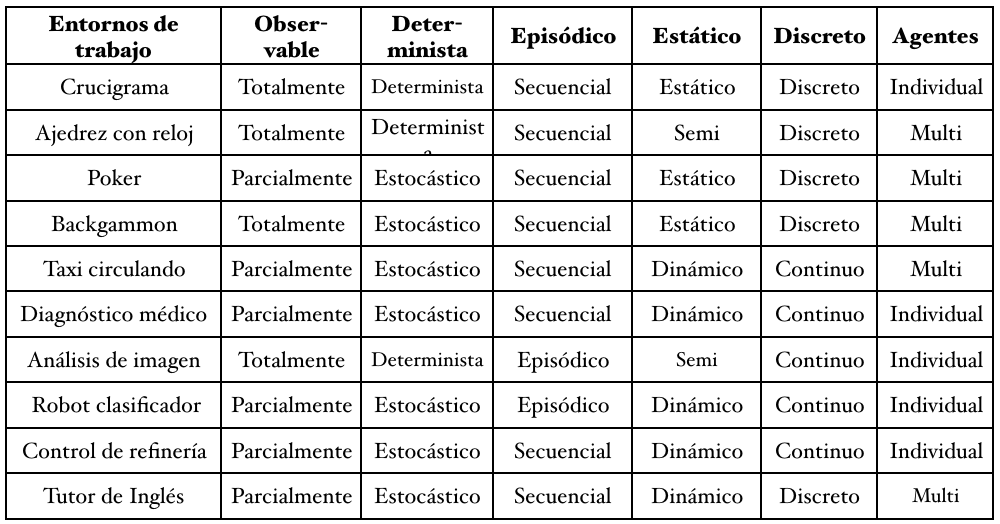 Entornos de trabajo Obser- vable Deter- minista Episódico Estático Discreto Agentes
Crucigrama Totalmente Determinista Secuencial Estático Discreto Individual
Ajedrez con reloj Totalmente Determinist a Secuencial Semi Discreto Multi
Poker Parcialmente Estocástico Secuencial Estático Discreto Multi
Backgammon Totalmente Estocástico Secuencial Estático Discreto Multi
Taxi circulando Parcialmente Estocástico Secuencial Dinámico Continuo Multi
Diagnóstico médico Parcialmente Estocástico Secuencial Dinámico Continuo Individual
Análisis de imagen Totalmente Determinista Episódico Semi Continuo Individual
Robot clasificador Parcialmente Estocástico Episódico Dinámico Continuo Individual
Control de refinería Parcialmente Estocástico Secuencial Dinámico Continuo Individual
Tutor de Inglés Parcialmente Estocástico Secuencial Dinámico Discreto Multi